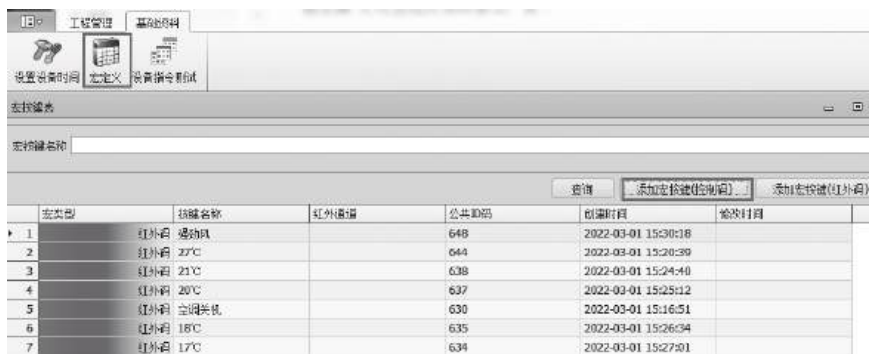 工程管理 基础资料
设置设备时间 宏定义 设备指令测试
宏按键表
宏按键名称
查询 添加宏按键(控制码) 添加宏按键(红外码)
宏类型 按键名称 红外通道 公共ID码 创建时间 修改时间
1 红外码 强劲风 648 2022-03-01 15:30:18
2 红外码 27℃ 644 2022-03-01 15:20:39
3 红外码 21℃ 638 2022-03-01 15:24:40
4 红外码 20℃ 637 2022-03-01 15:25:12
5 红外码 空调关机 630 2022-03-01 15:16:51
6 红外码 18℃ 635 2022-03-01 15:26:34
7 红外码 17℃ 634 2022-03-01 15:27:01